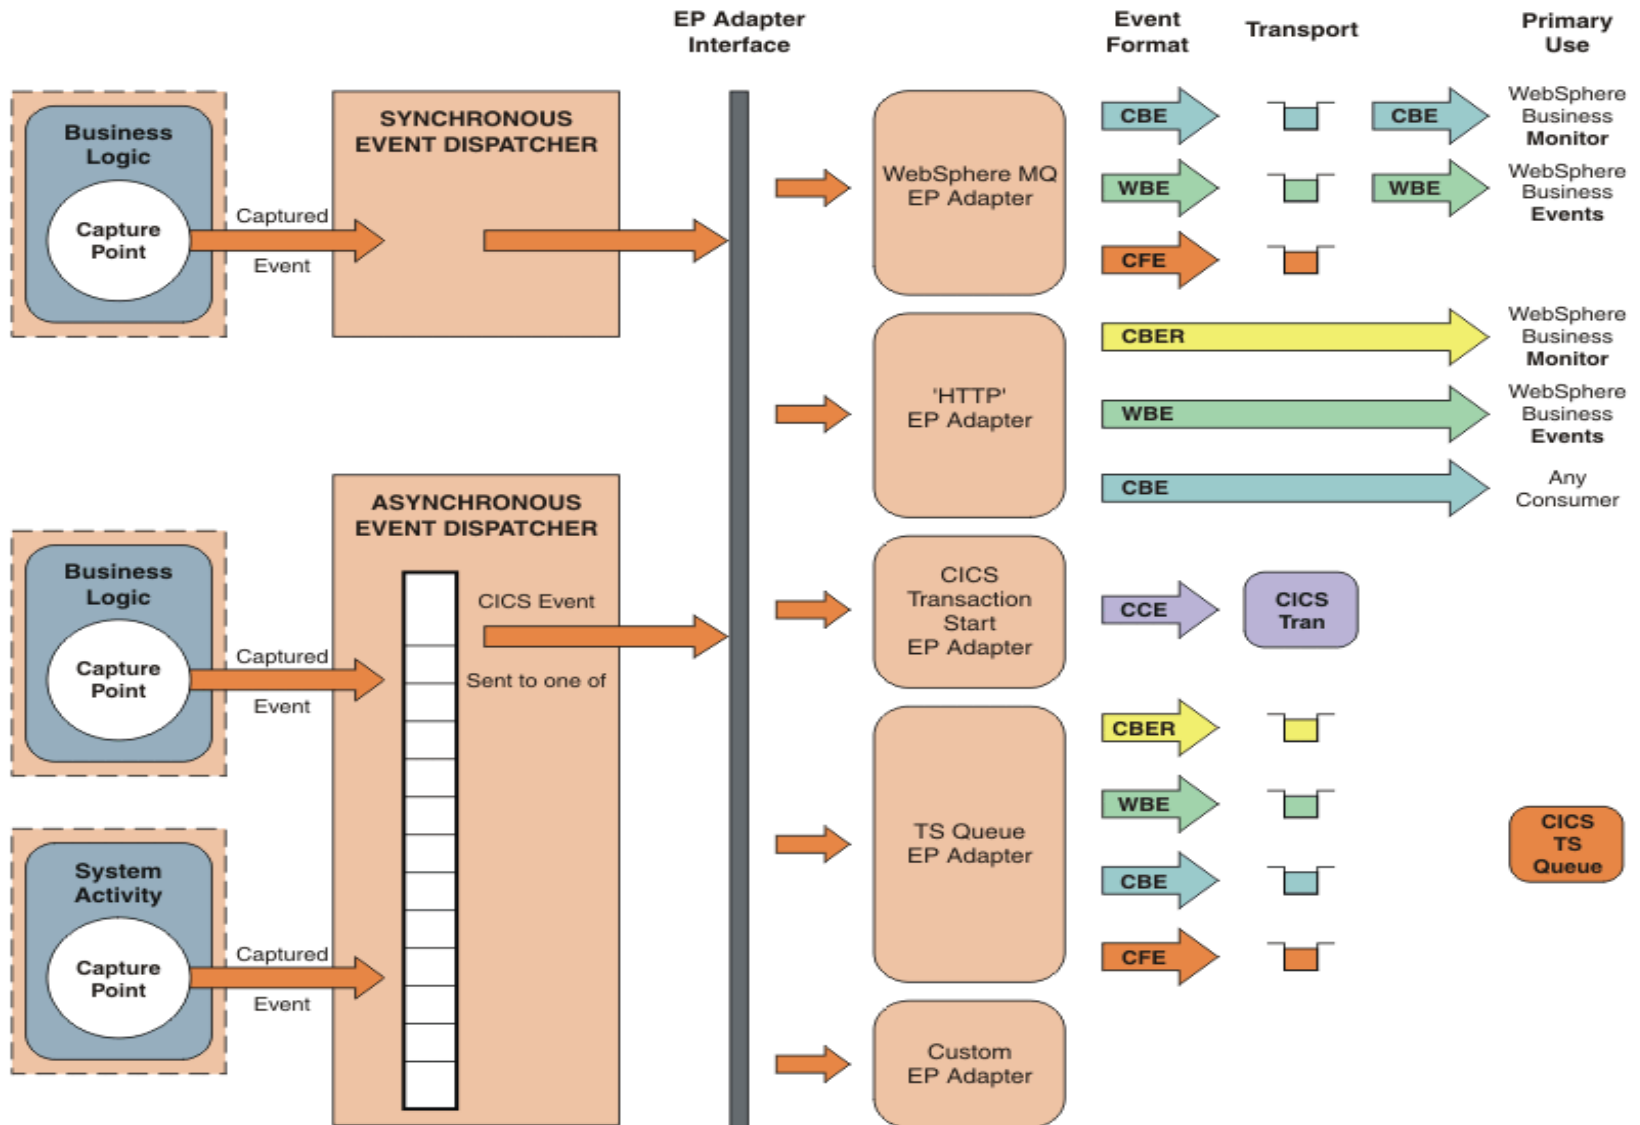 EP Adapter
Interface
Event
Format
Transport
Primary
Use
Business
Logic
Capture
Point
Captured
Event
SYNCHRONOUS
EVENT DISPATCHER
WebSphere MQ
EP Adapter
CBE
CBE
WebSphere
Business
Monitor
WBE
WBE
WebSphere
Business
Events
CFE
'HTTP'
EP Adapter
CBER
WebSphere
Business
Monitor
WBE
WebSphere
Business
Events
CBE
Any
Consumer
Business
Logic
Capture
Point
Captured
Event
ASYNCHRONOUS
EVENT DISPATCHER
CICS Event
Sent to one of
CICS
Transaction
Start
EP Adapter
CCE
CICS
Tran
System
Activity
Capture
Point
Captured
Event
TS Queue
EP Adapter
CBER
WBE
CBE
CFE
CICS
TS
Queue
Custom
EP Adapter